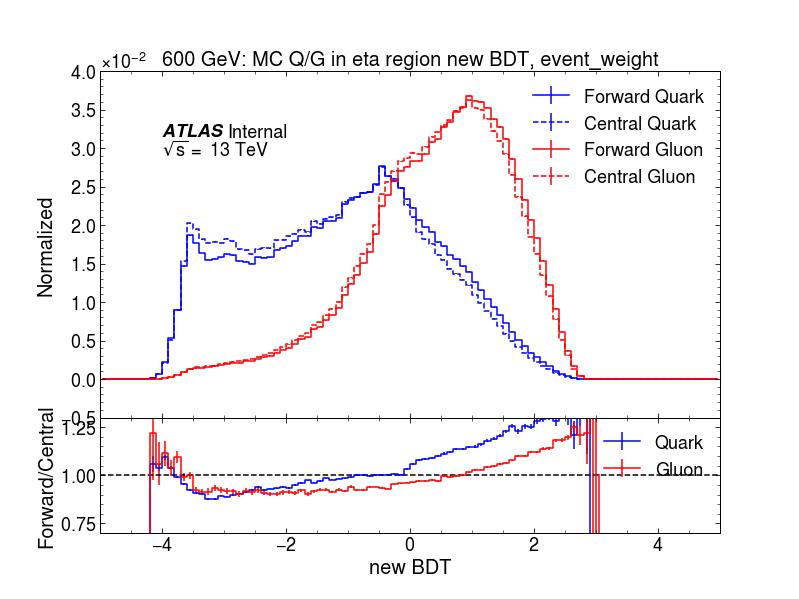 ×10⁻² 600 GeV: MC Q/G in eta region new BDT, event_weight
4.0
3.5
3.0
2.5
2.0
1.5
1.0
0.5
0.0
Normalized
ATLAS Internal
√s = 13 TeV
Forward Quark
Central Quark
Forward Gluon
Central Gluon
−0.5
1.25
1.00
0.75
Forward/Central
Quark
Gluon
−4 −2 0 2 4
new BDT